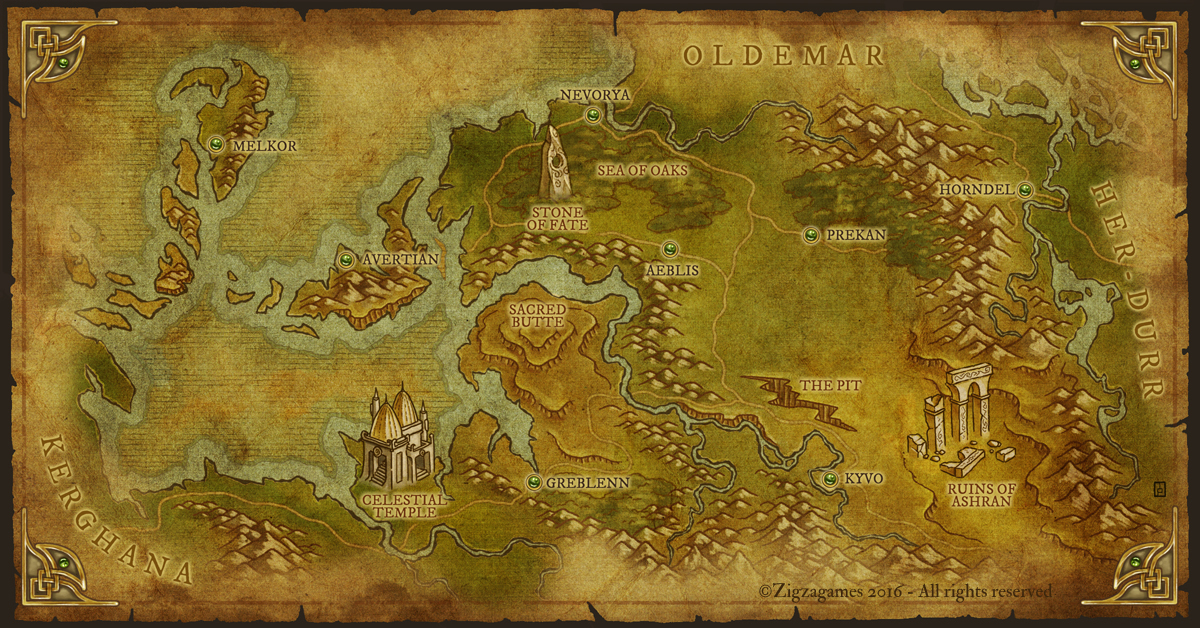 OLDEMAR
NEVORYA
MELKOR
SEA OF OAKS
HORNDEL
STONE
OF FATE
PREKAN
HER-DURR
AVERTIAN
AEBLIS
SACRED
BUTTE
THE PIT
KERGHANA
GREBLENN
KYVO
CELESTIAL
TEMPLE
RUINS OF
ASHRAN
©Zigzagames 2016 - All rights reserved